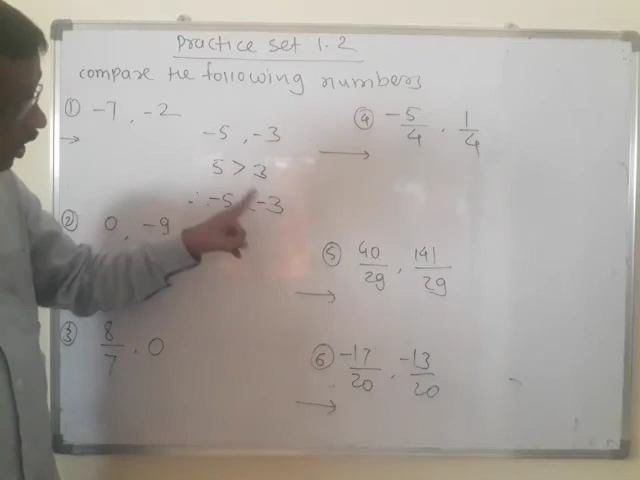 Practice set 1.2
compare the following numbers
① -7, -2
→
-5, -3
5 > 3
∴ -5 < -3
② 0, -9
③ 8/7, 0
④ -5/4, 1/4
→
⑤ 40/29, 141/29
→
⑥ -17/20, -13/20
→